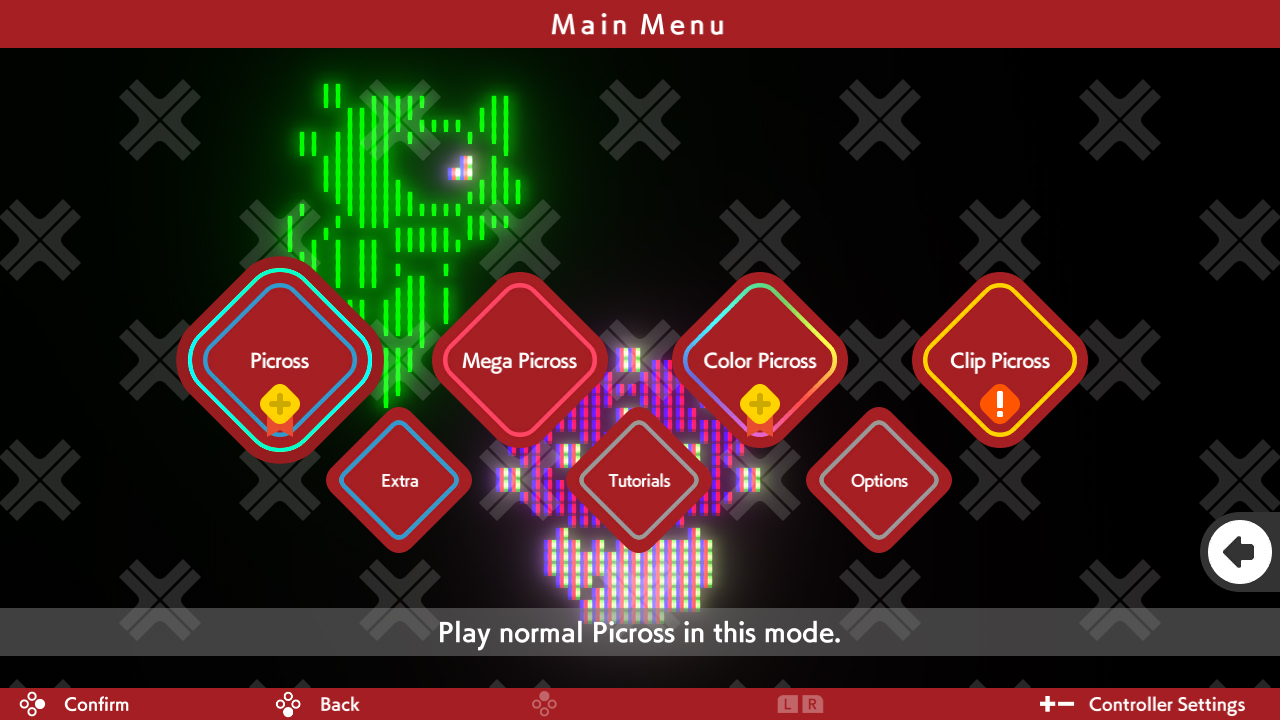 Main Menu
Picross
Mega Picross
Color Picross
Clip Picross
!
Extra
Tutorials
Options
Play normal Picross in this mode.
Confirm
Back
L R
Controller Settings